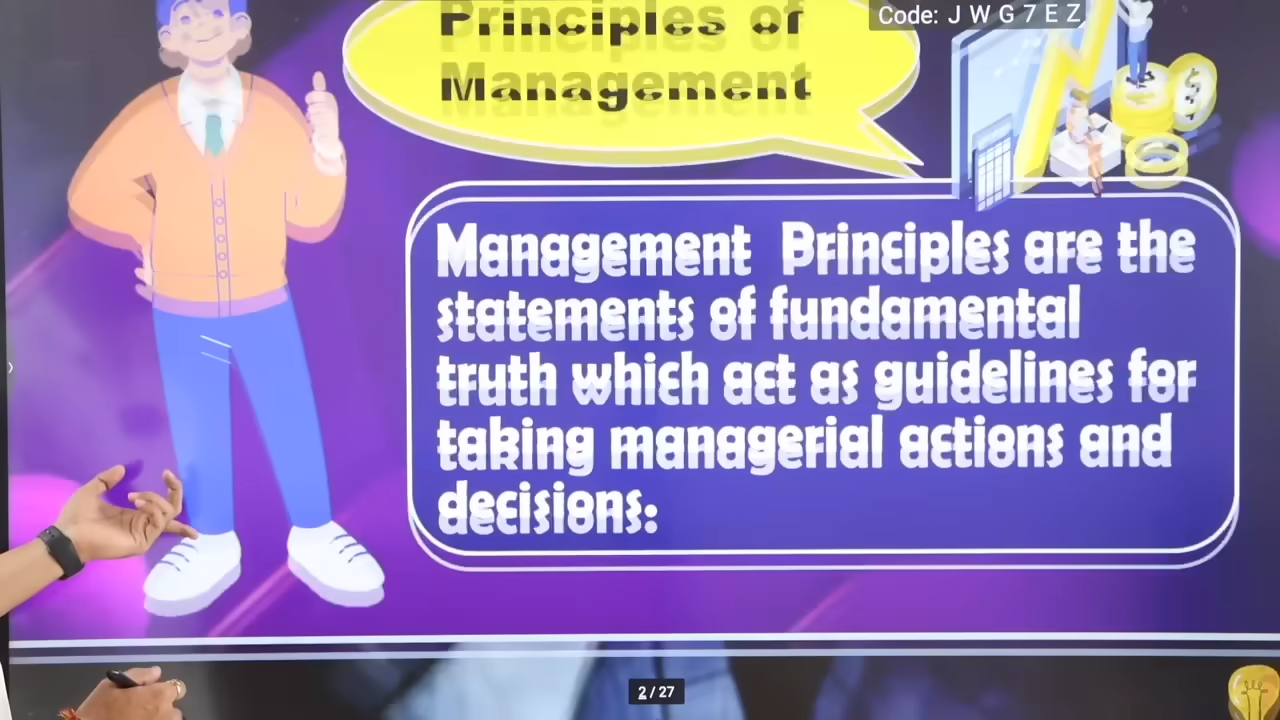 Code: J W G 7 E Z
Principles of
Management
Management Principles are the
statements of fundamental
truth which act as guidelines for
taking managerial actions and
decisions:
2 / 27